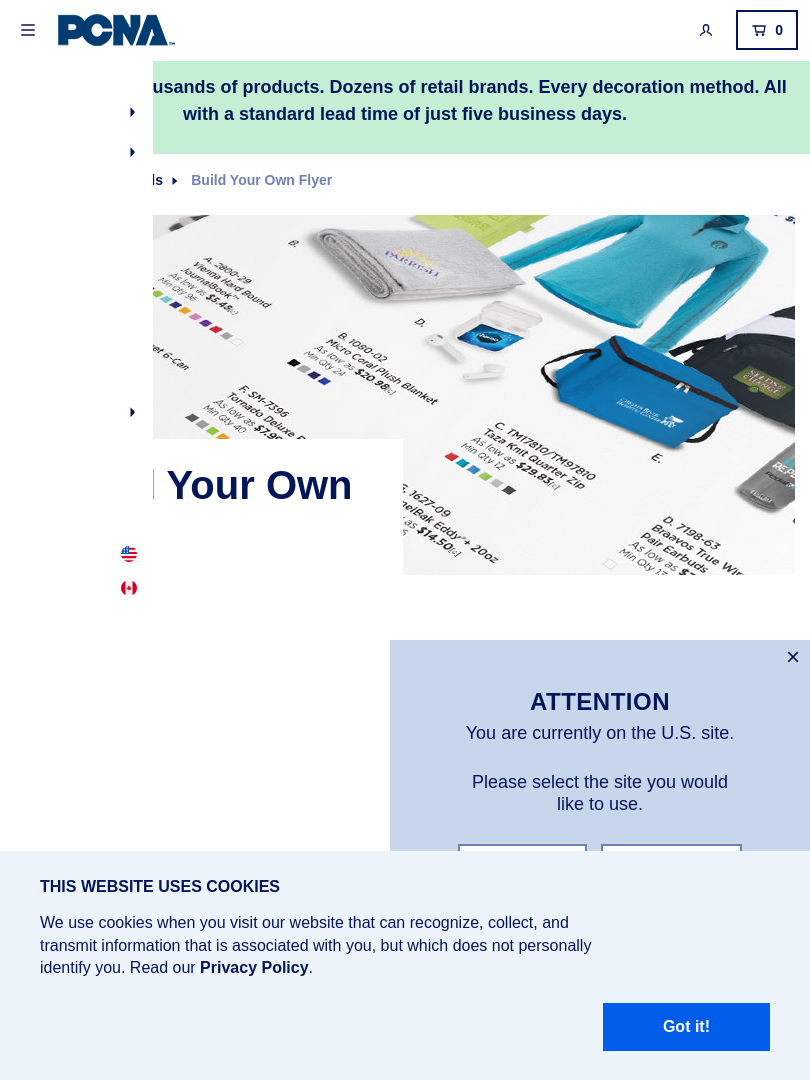 PCNA
0
usands of products. Dozens of retail brands. Every decoration method. All
with a standard lead time of just five business days.
ls
Build Your Own Flyer
B.
A. 2800-29
Vienna Hard Bound
JournalBook™
As low as $5.48[c]
Min Qty 96
PARRISH
D.
B. 1080-02
Micro Coral Plush Blanket
As low as $20.98[c]
Min Qty 24
et 6-Can
F. SM-7396
Tornado Deluxe
As low as
Min Qty 40
C. TM17810/TM97810
Taza Knit Quarter Zip
As low as $29.83[c]
Min Qty 12
SEEDS OF
CHANGE
E.
E. 1627-09
elBak Eddy®+ 20oz
as $14.50[c]
D. 7198-63
Braavos True
Pair Earbuds
As low as
Min Qty
Your Own
ATTENTION
You are currently on the U.S. site.
Please select the site you would
like to use.
THIS WEBSITE USES COOKIES
We use cookies when you visit our website that can recognize, collect, and
transmit information that is associated with you, but which does not personally
identify you. Read our Privacy Policy.
Got it!